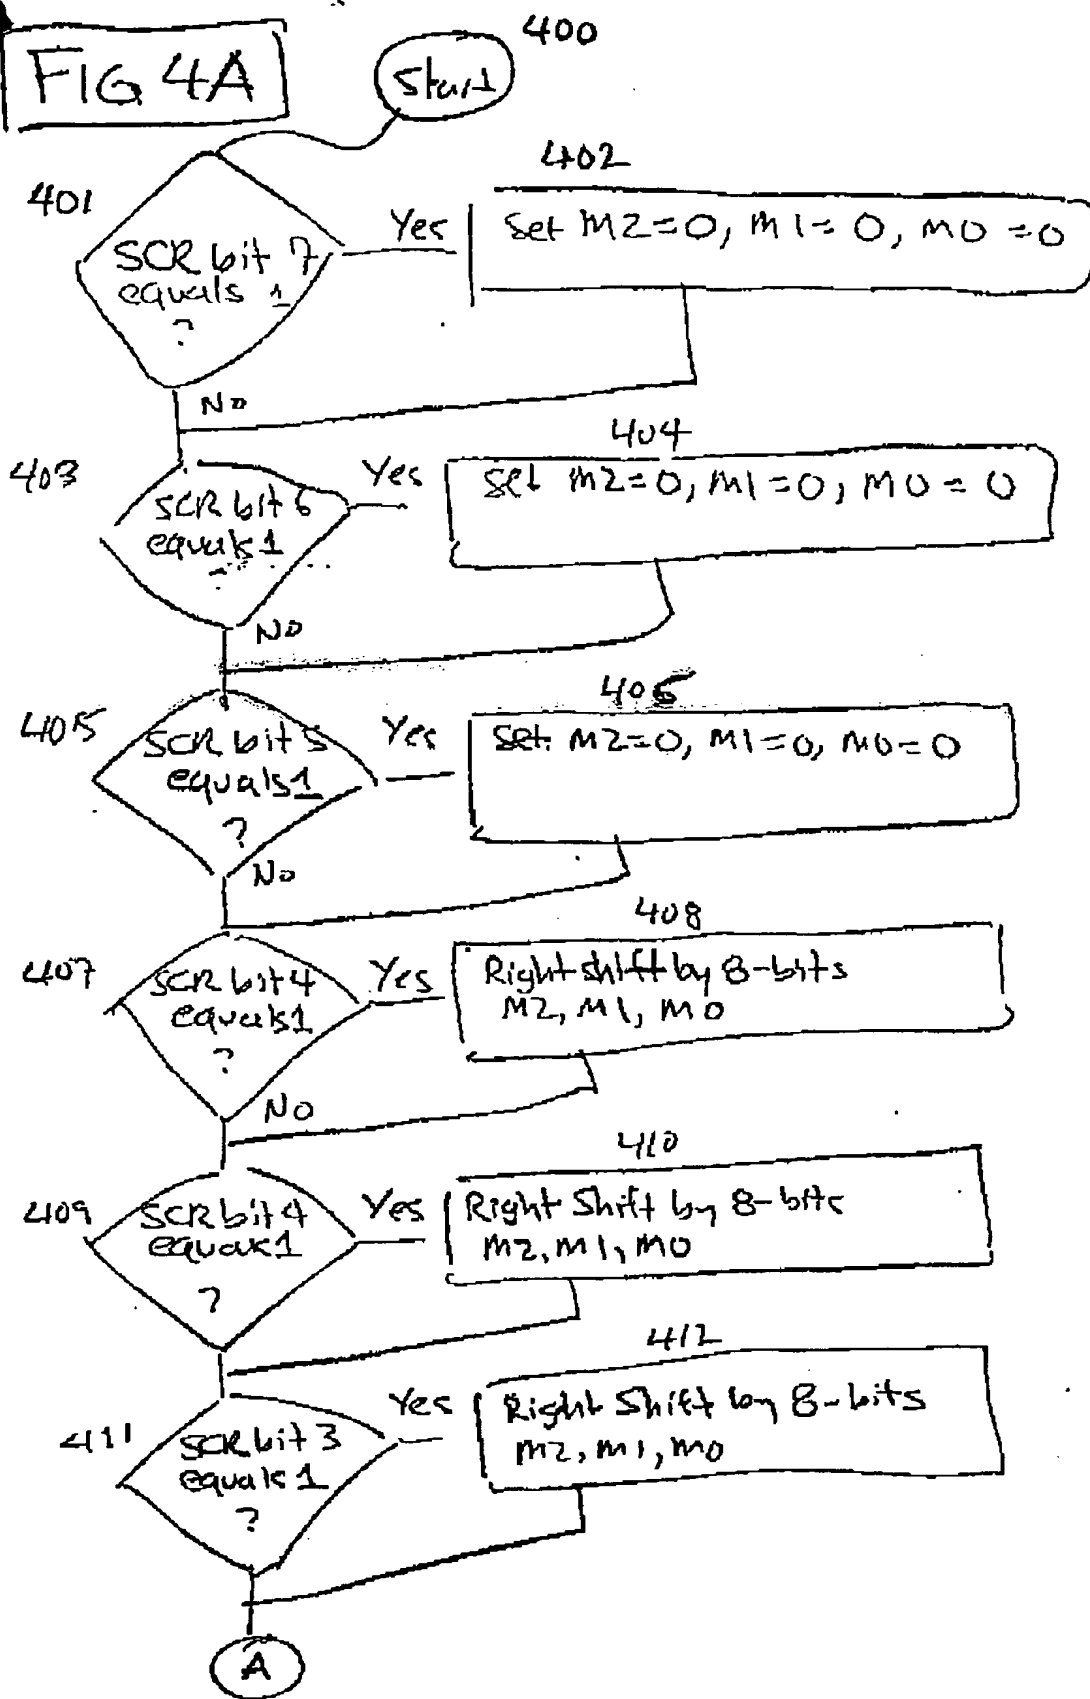 FIG 4A
400
Start
401
SCR bit 7
equals 1
?
Yes
402
Set M2=0, M1=0, M0=0
No
403
SCR bit 6
equals 1
Yes
404
Set M2=0, M1=0, M0=0
No
405
SCR bit 5
equals 1
?
Yes
406
Set M2=0, M1=0, M0=0
No
407
SCR bit 4
equals 1
?
Yes
408
Right shift by 8-bits
M2, M1, M0
No
409
SCR bit 4
equals 1
?
Yes
410
Right Shift by 8-bits
M2, M1, M0
411
SCR bit 3
equals 1
?
Yes
412
Right Shift by 8-bits
M2, M1, M0
A